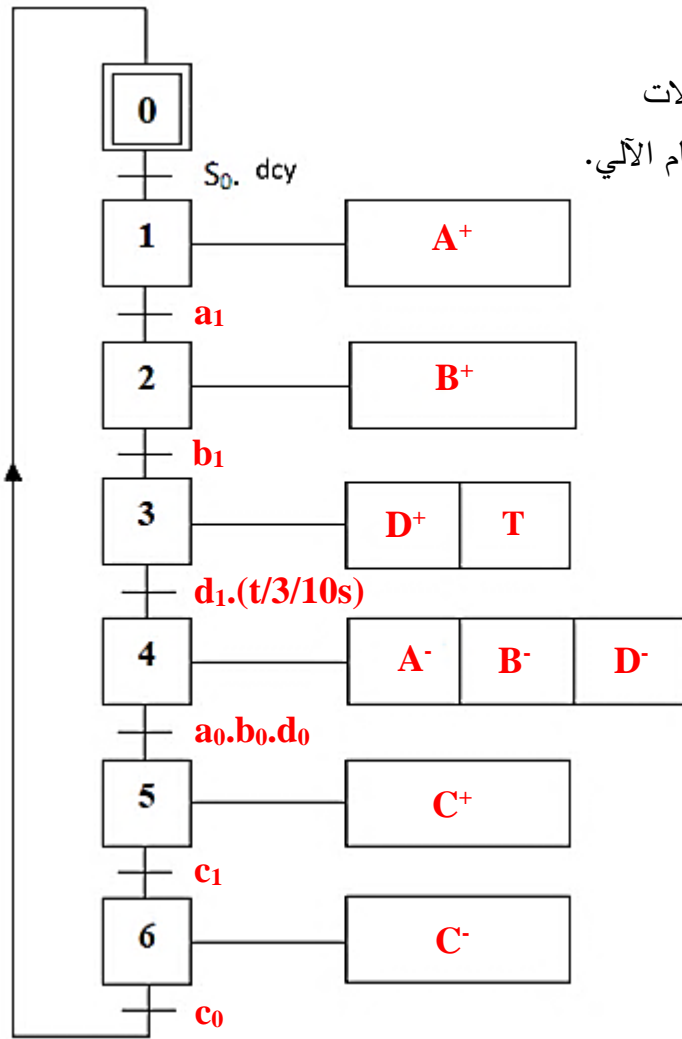 لات
ام الآلي.
0
S₀. dcy
1 A⁺
a₁
2 B⁺
b₁
3 D⁺ T
d₁.(t/3/10s)
4 A⁻ B⁻ D⁻
a₀.b₀.d₀
5 C⁺
c₁
6 C⁻
c₀